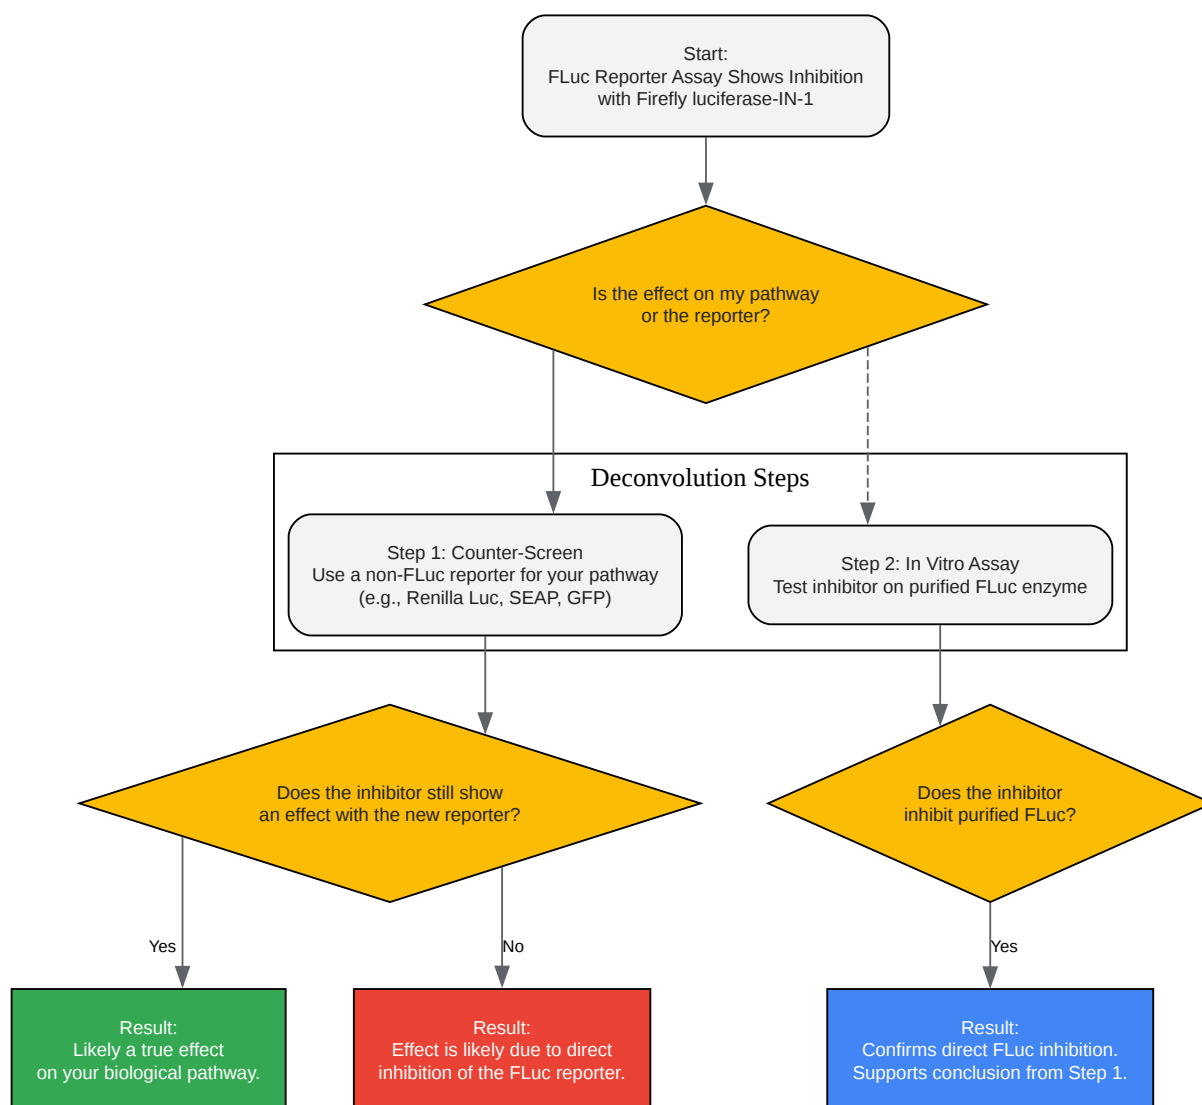 Start:
FLuc Reporter Assay Shows Inhibition
with Firefly luciferase-IN-1
Is the effect on my pathway
or the reporter?
Deconvolution Steps
Step 1: Counter-Screen
Use a non-FLuc reporter for your pathway
(e.g., Renilla Luc, SEAP, GFP)
Step 2: In Vitro Assay
Test inhibitor on purified FLuc enzyme
Does the inhibitor still show
an effect with the new reporter?
Does the inhibitor
inhibit purified FLuc?
Yes
No
Yes
Result:
Likely a true effect
on your biological pathway.
Result:
Effect is likely due to direct
inhibition of the FLuc reporter.
Result:
Confirms direct FLuc inhibition.
Supports conclusion from Step 1.